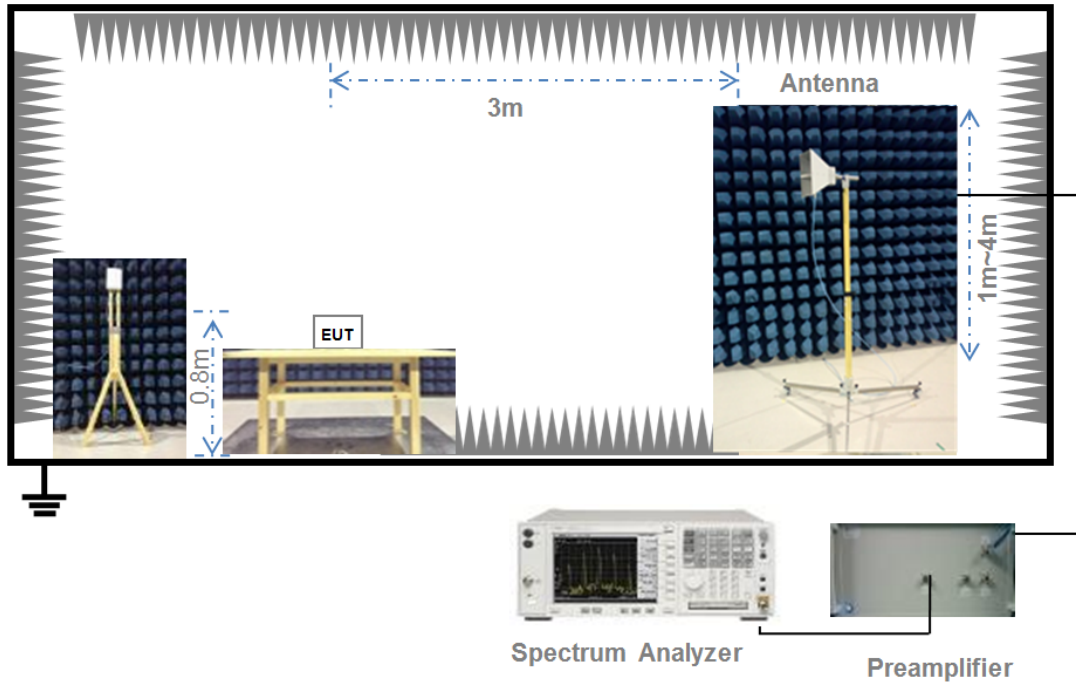 Antenna
3m
1m~4m
EUT
0.8m
Spectrum Analyzer
Preamplifier